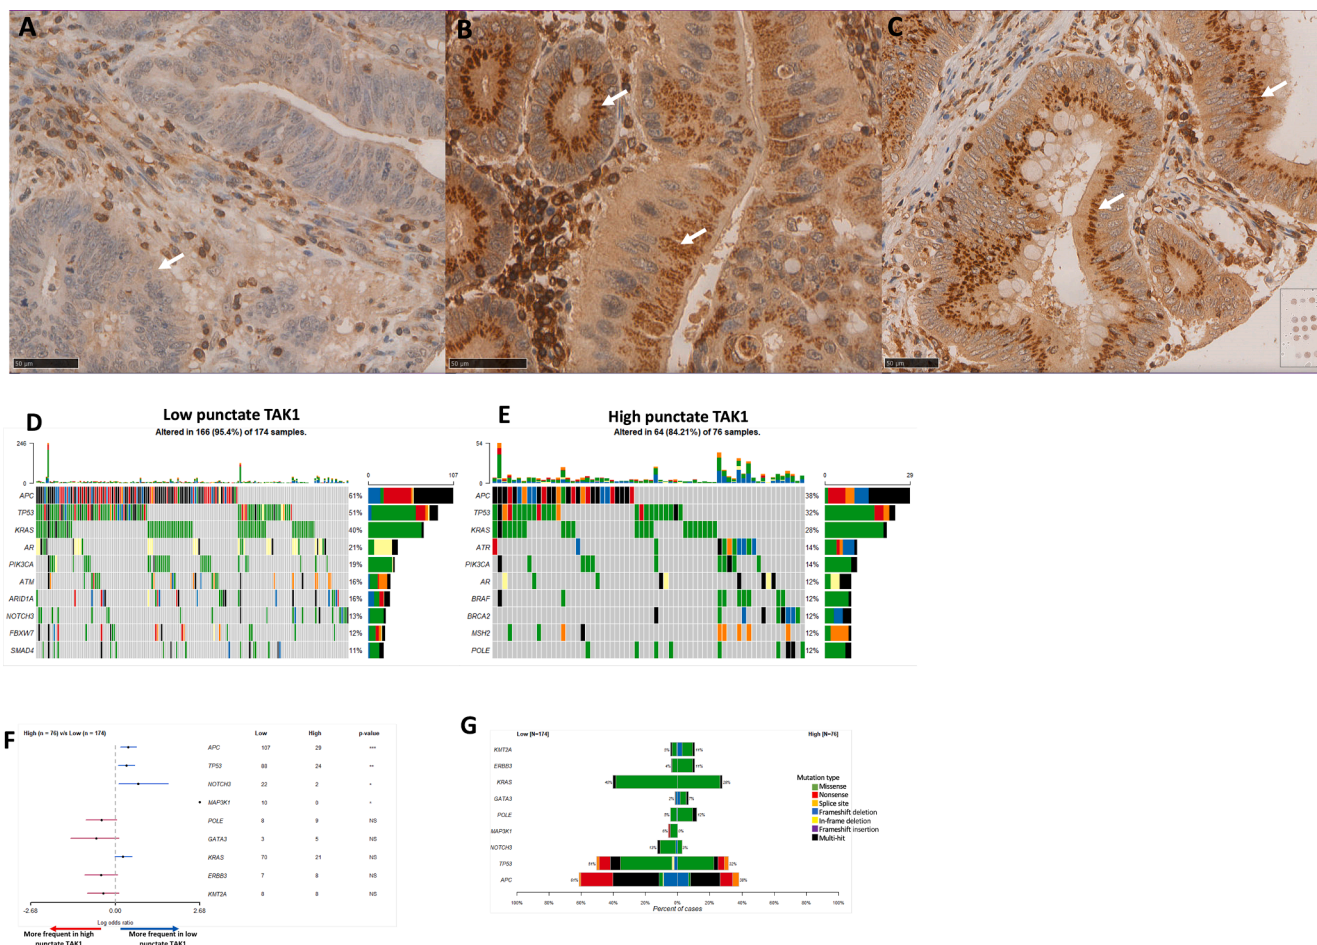 A
B
C
50 µm
50 µm
50 µm
D
Low punctate TAK1
Altered in 166 (95.4%) of 174 samples.
246
0
0
107
APC 61%
TP53 51%
KRAS 40%
AR 21%
PIK3CA 19%
ATM 16%
ARID1A 16%
NOTCH3 13%
FBXW7 12%
SMAD4 11%
E
High punctate TAK1
Altered in 64 (84.21%) of 76 samples.
54
0
0
29
APC 38%
TP53 32%
KRAS 28%
ATR 14%
PIK3CA 14%
AR 12%
BRAF 12%
BRCA2 12%
MSH2 12%
POLE 12%
F
High (n = 76) v/s Low (n = 174) Low High p-value
APC 107 29 ***
TP53 88 24 **
NOTCH3 22 2 *
MAP3K1 10 0 *
POLE 8 9 NS
GATA3 3 5 NS
KRAS 70 21 NS
ERBB3 7 8 NS
KMT2A 8 8 NS
-2.68 0.00 2.68
Log odds ratio
More frequent in high
punctate TAK1
More frequent in low
punctate TAK1
G
Low [N=174] High [N=76]
KMT2A
ERBB3 4%
KRAS 40%
GATA3
POLE
MAP3K1
NOTCH3
TP53 51% 32%
APC 61% 38%
100% 80% 60% 40% 20% 0% 20% 40% 60% 80% 100%
Percent of cases
Mutation type
Missense
Nonsense
Splice site
Frameshift deletion
In-frame deletion
Frameshift insertion
Multi-hit